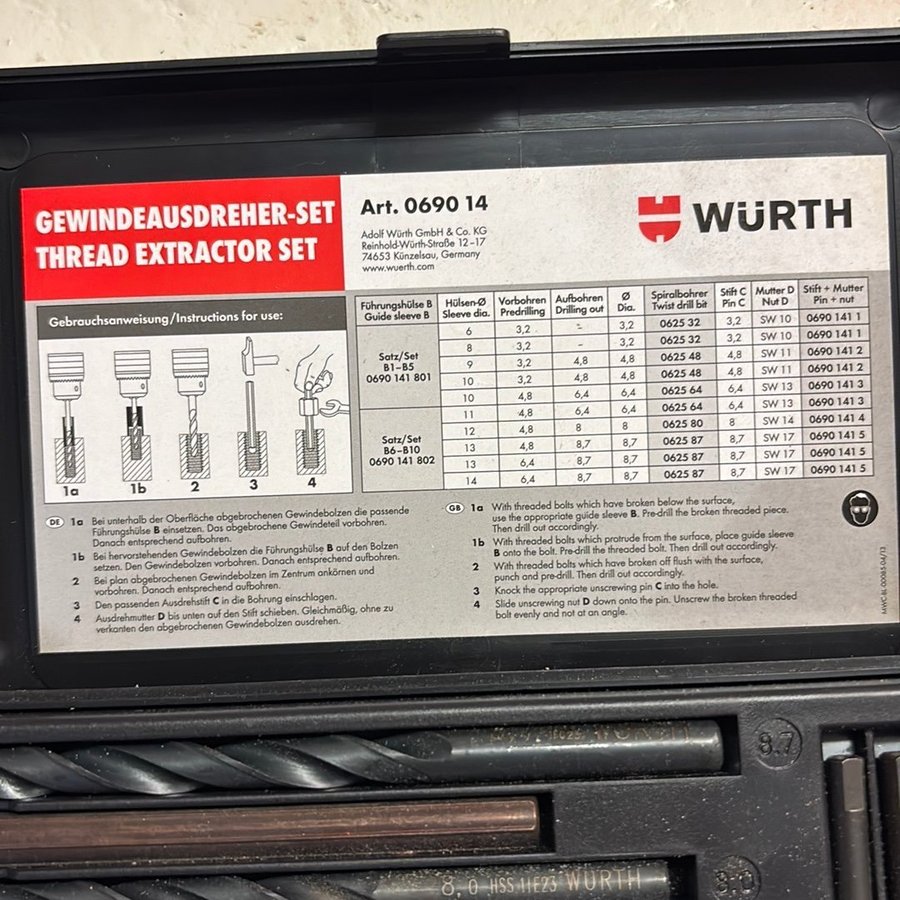 GEWINDEAUSDREHER-SET
THREAD EXTRACTOR SET
Art. 0690 14
Adolf Würth GmbH & Co. KG
Reinhold-Würth-Straße 12-17
74653 Künzelsau, Germany
www.wuerth.com
WÜRTH
Gebrauchsanweisung/Instructions for use:
1a 1b 2 3 4
Führungshülse B Hülsen-Ø Vorbohren Aufbohren Ø Spiralbohrer Stift C Mutter D Stift + Mutter
Guide sleeve B Sleeve dia. Predrilling Drilling out Dia. Twist drill bit Pin C Nut D Pin + nut
Satz/Set
B1-B5
0690 141 801
6 3,2 - 3,2 0625 32 3,2 SW 10 0690 141 1
8 3,2 - 3,2 0625 32 3,2 SW 10 0690 141 1
9 3,2 4,8 4,8 0625 48 4,8 SW 11 0690 141 2
10 3,2 4,8 4,8 0625 48 4,8 SW 11 0690 141 2
10 4,8 6,4 6,4 0625 64 6,4 SW 13 0690 141 3
Satz/Set
B6-B10
0690 141 802
11 4,8 6,4 6,4 0625 64 6,4 SW 13 0690 141 3
12 4,8 8 8 0625 80 8 SW 14 0690 141 4
13 4,8 8,7 8,7 0625 87 8,7 SW 17 0690 141 5
13 6,4 8,7 8,7 0625 87 8,7 SW 17 0690 141 5
14 6,4 8,7 8,7 0625 87 8,7 SW 17 0690 141 5
DE 1a Bei unterhalb der Oberfläche abgebrochenen Gewindebolzen die passende
Führungshülse B einsetzen. Das abgebrochene Gewindeteil vorbohren.
Danach entsprechend aufbohren.
1b Bei hervorstehenden Gewindebolzen die Führungshülse B auf den Bolzen
setzen. Den Gewindebolzen vorbohren. Danach entsprechend aufbohren.
2 Bei plan abgebrochenen Gewindebolzen im Zentrum ankörnen und
vorbohren. Danach entsprechend aufbohren.
3 Den passenden Ausdrehstift C in die Bohrung einschlagen.
4 Ausdrehmutter D bis unten auf den Stift schieben. Gleichmäßig, ohne zu
verkanten den abgebrochenen Gewindebolzen ausdrehen.
GB 1a With threaded bolts which have broken below the surface,
use the appropriate guide sleeve B. Pre-drill the broken threaded piece.
Then drill out accordingly.
1b With threaded bolts which protrude from the surface, place guide sleeve
B onto the bolt. Pre-drill the threaded bolt. Then drill out accordingly.
2 With threaded bolts which have broken off flush with the surface,
punch and pre-drill. Then drill out accordingly.
3 Knock the appropriate unscrewing pin C into the hole.
4 Slide unscrewing nut D down onto the pin. Unscrew the broken threaded
bolt evenly and not at an angle.
WÜRTH
8.7
8,0 HSS 11E23 WÜRTH
8.0